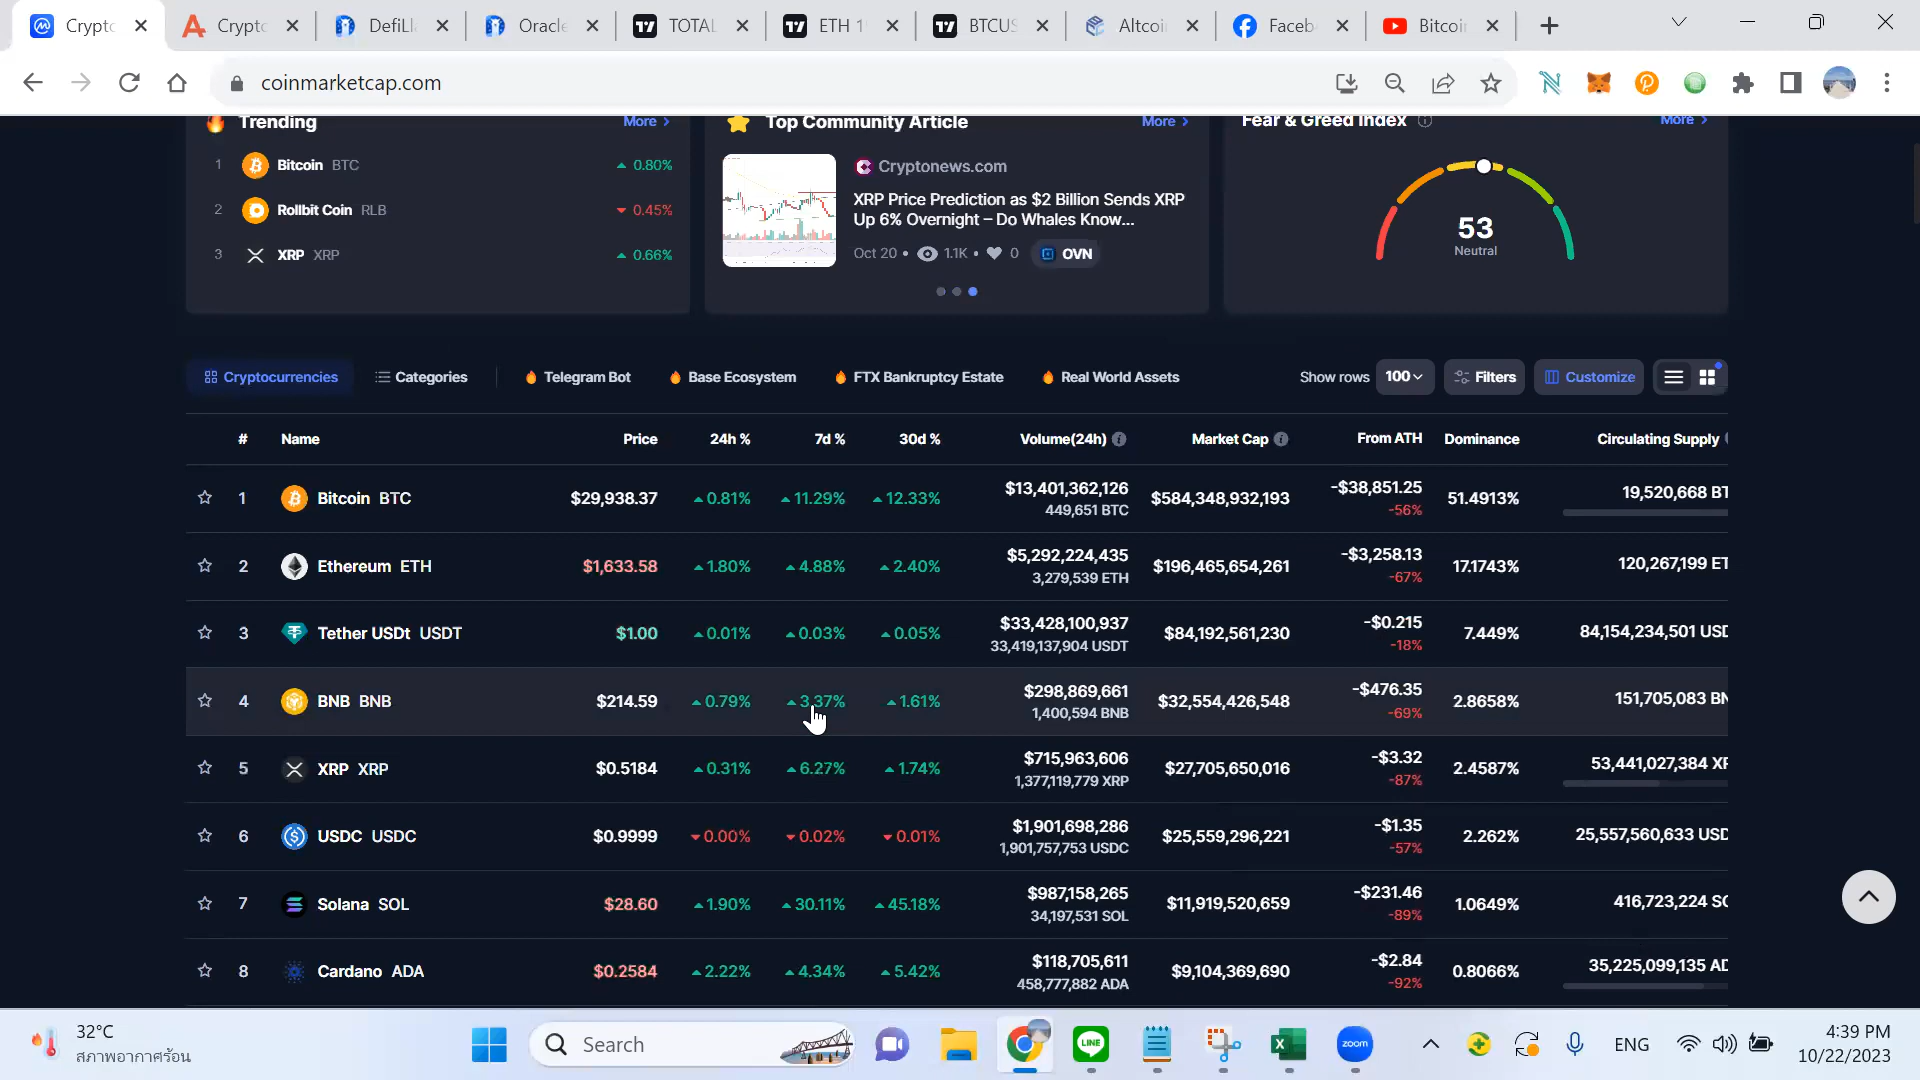 Crypto
Crypto
DefiLl
Oracle
TOTAL
ETH 1
BTCUS
Altcoi
Faceb
Bitcoi
coinmarketcap.com
Trending
More >
1 Bitcoin BTC 0.80%
2 Rollbit Coin RLB 0.45%
3 XRP XRP 0.66%
Top Community Article
More >
Cryptonews.com
XRP Price Prediction as $2 Billion Sends XRP
Up 6% Overnight – Do Whales Know...
Oct 20 • 1.1K • 0 OVN
Fear & Greed Index
More >
53
Neutral
Cryptocurrencies Categories Telegram Bot Base Ecosystem FTX Bankruptcy Estate Real World Assets Show rows 100 Filters Customize
# Name Price 24h % 7d % 30d % Volume(24h) Market Cap From ATH Dominance Circulating Supply
1 Bitcoin BTC $29,938.37 0.81% 11.29% 12.33% $13,401,362,126 $584,348,932,193 -$38,851.25 51.4913% 19,520,668 BT
449,651 BTC -56%
2 Ethereum ETH $1,633.58 1.80% 4.88% 2.40% $5,292,224,435 $196,465,654,261 -$3,258.13 17.1743% 120,267,199 ET
3,279,539 ETH -67%
3 Tether USDt USDT $1.00 0.01% 0.03% 0.05% $33,428,100,937 $84,192,561,230 -$0.215 7.449% 84,154,234,501 USD
33,419,137,904 USDT -18%
4 BNB BNB $214.59 0.79% 3.37% 1.61% $298,869,661 $32,554,426,548 -$476.35 2.8658% 151,705,083 BN
1,400,594 BNB -69%
5 XRP XRP $0.5184 0.31% 6.27% 1.74% $715,963,606 $27,705,650,016 -$3.32 2.4587% 53,441,027,384 XR
1,377,119,779 XRP -87%
6 USDC USDC $0.9999 0.00% 0.02% 0.01% $1,901,698,286 $25,559,296,221 -$1.35 2.262% 25,557,560,633 USD
1,901,757,753 USDC -57%
7 Solana SOL $28.60 1.90% 30.11% 45.18% $987,158,265 $11,919,520,659 -$231.46 1.0649% 416,723,224 SO
34,197,531 SOL -89%
8 Cardano ADA $0.2584 2.22% 4.34% 5.42% $118,705,611 $9,104,369,690 -$2.84 0.8066% 35,225,099,135 AD
458,777,882 ADA -92%
32°C
สภาพอากาศร้อน
Search
LINE
zoom
ENG
4:39 PM
10/22/2023